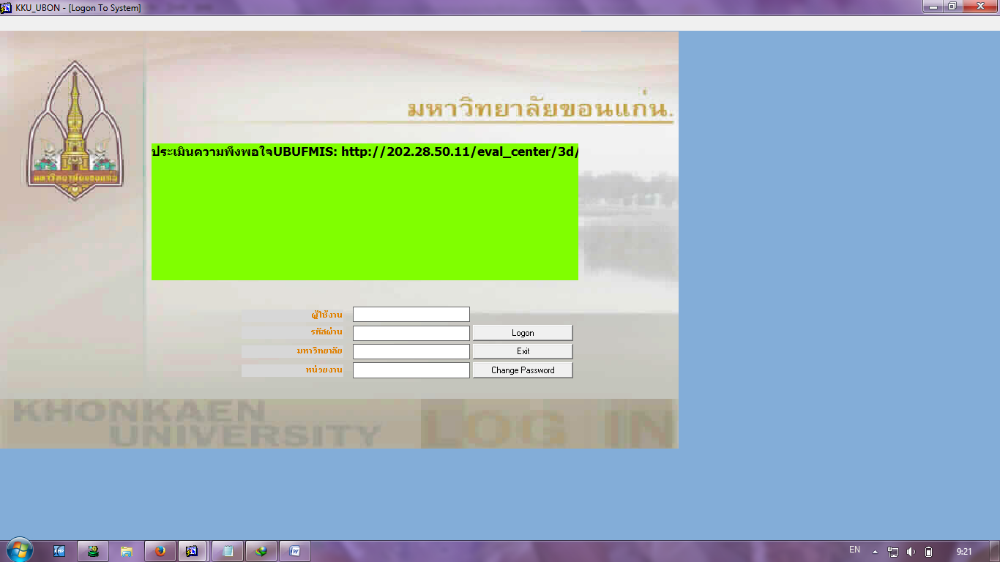 KKU_UBON - [Logon To System]
มหาวิทยาลัยขอนแก่น.
มหาวิทยาลัยขอนแก่น
ประเมินความพึงพอใจUBUFMIS: http://202.28.50.11/eval_center/3d/
ผู้ใช้งาน
รหัสผ่าน
Logon
มหาวิทยาลัย
Exit
หน่วยงาน
Change Password
KHONKAEN
UNIVERSITY
LOG IN
EN
9:21